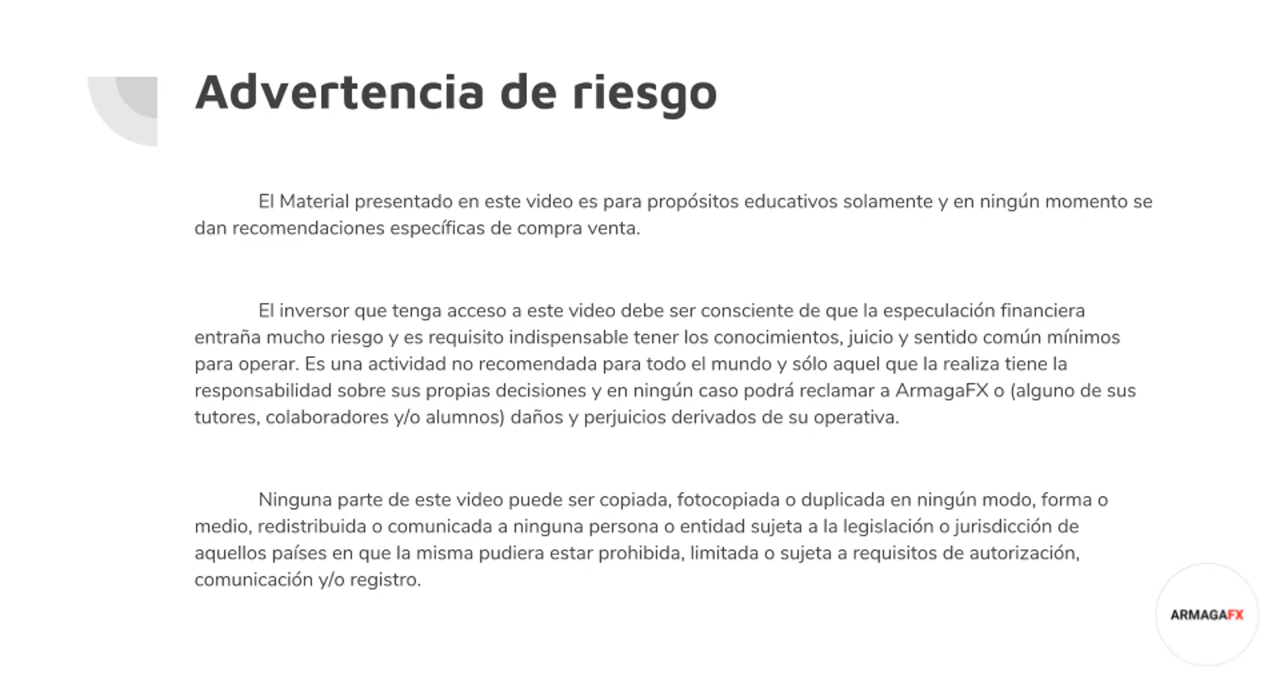 Advertencia de riesgo
El Material presentado en este video es para propósitos educativos solamente y en ningún momento se
dan recomendaciones específicas de compra venta.
El inversor que tenga acceso a este video debe ser consciente de que la especulación financiera
entraña mucho riesgo y es requisito indispensable tener los conocimientos, juicio y sentido común mínimos
para operar. Es una actividad no recomendada para todo el mundo y sólo aquel que la realiza tiene la
responsabilidad sobre sus propias decisiones y en ningún caso podrá reclamar a ArmagaFX o (alguno de sus
tutores, colaboradores y/o alumnos) daños y perjuicios derivados de su operativa.
Ninguna parte de este video puede ser copiada, fotocopiada o duplicada en ningún modo, forma o
medio, redistribuida o comunicada a ninguna persona o entidad sujeta a la legislación o jurisdicción de
aquellos países en que la misma pudiera estar prohibida, limitada o sujeta a requisitos de autorización,
comunicación y/o registro.
ARMAGAFX